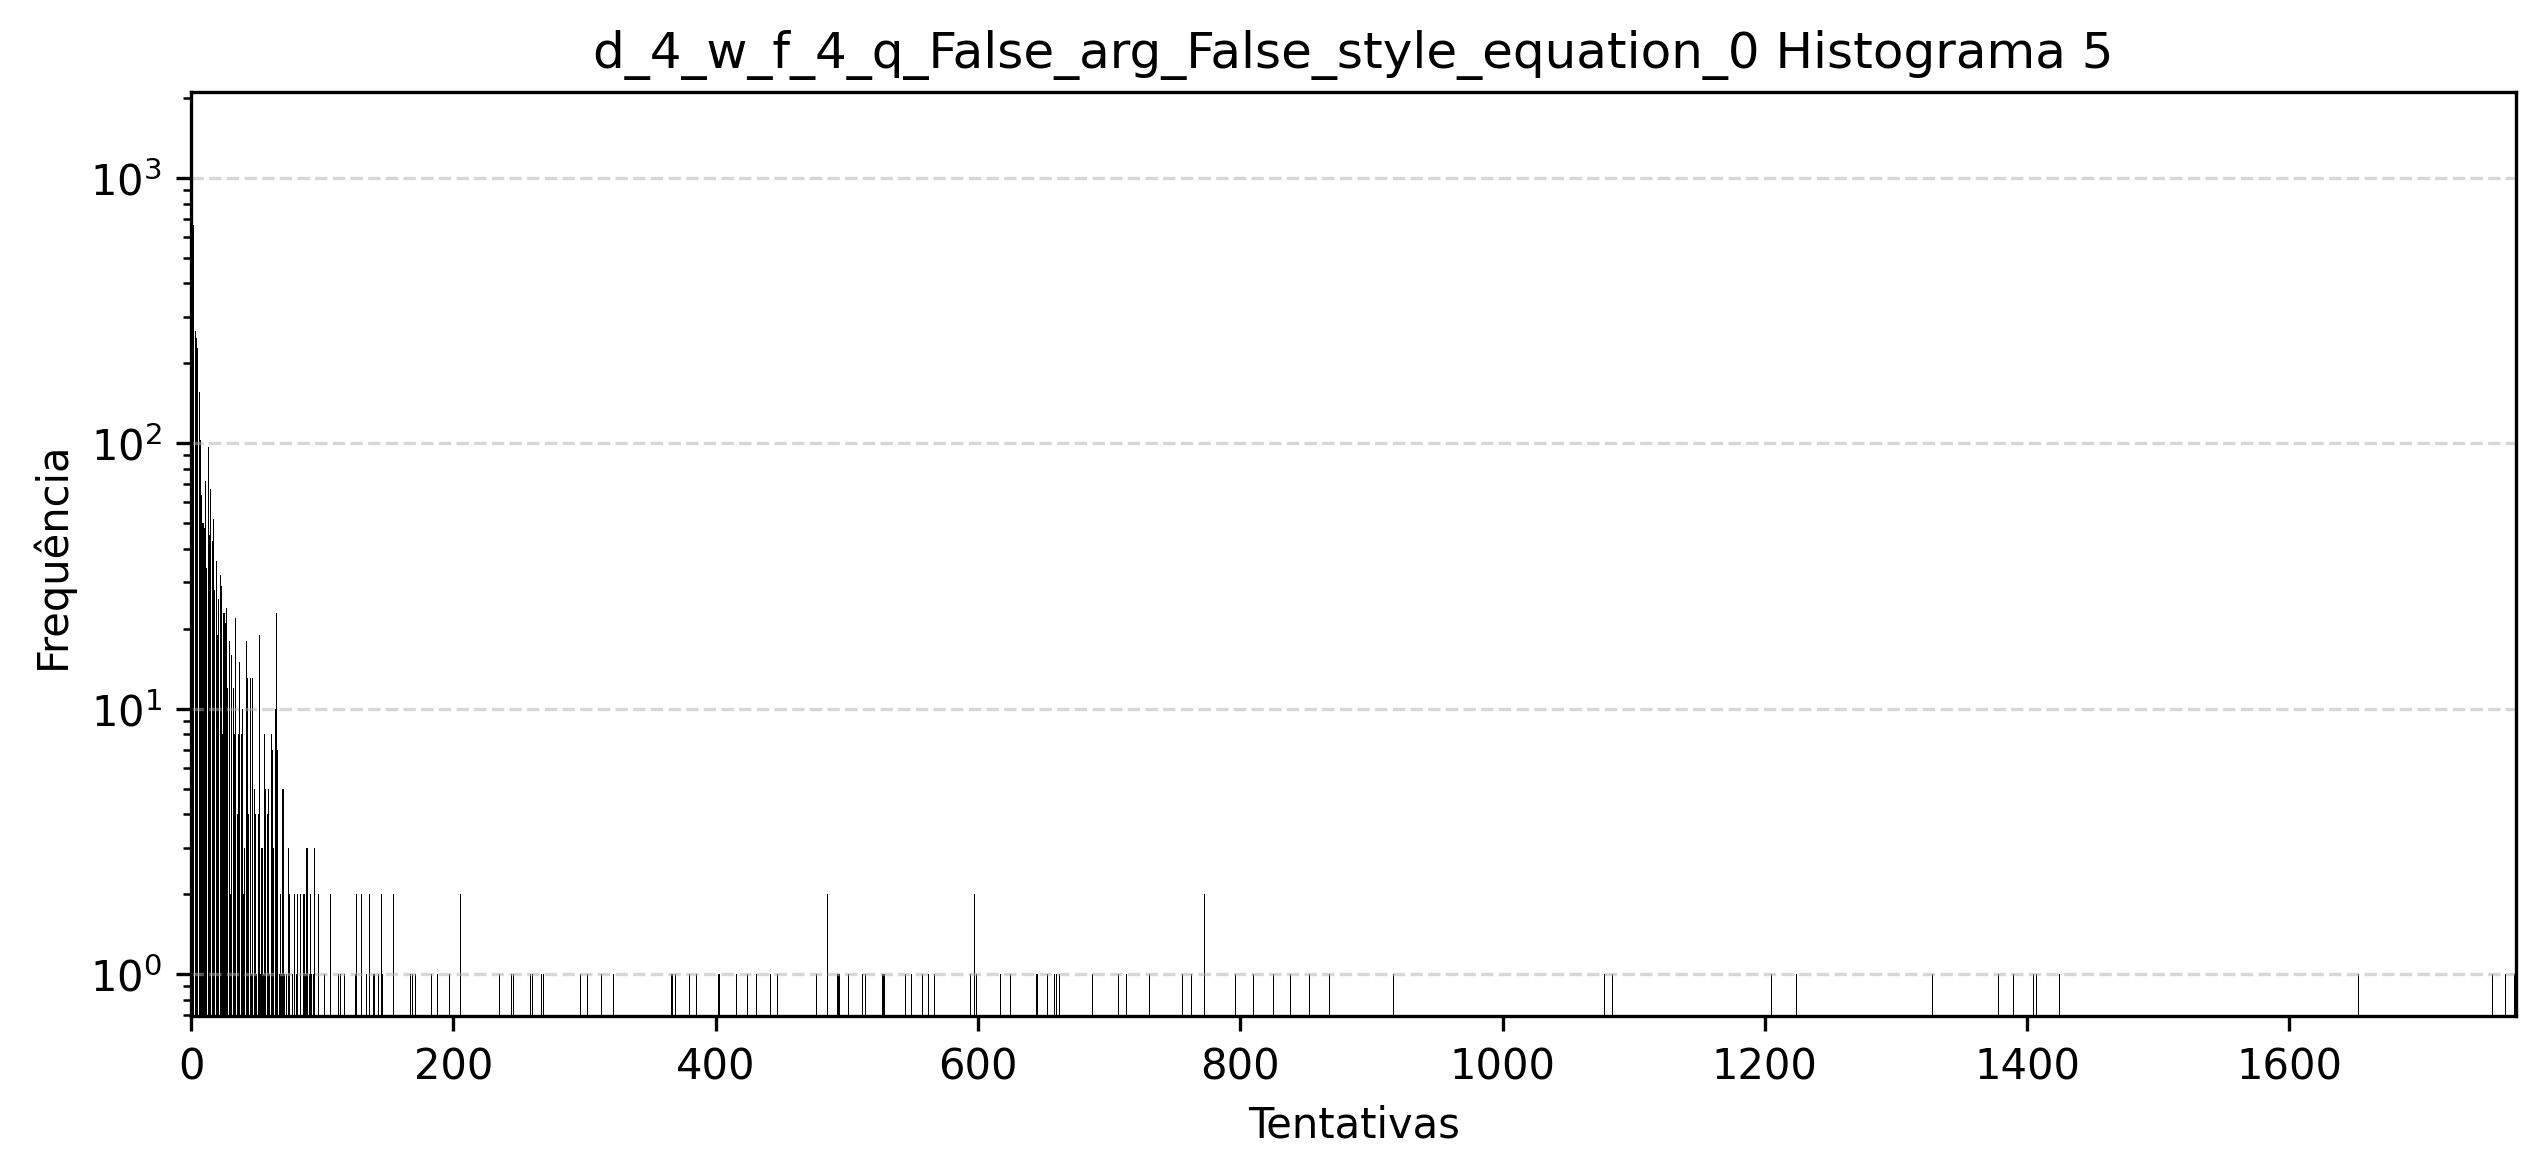 d_4_w_f_4_q_False_arg_False_style_equation_0 Histograma 5
Frequência
10³
10²
10¹
10⁰
0 200 400 600 800 1000 1200 1400 1600
Tentativas